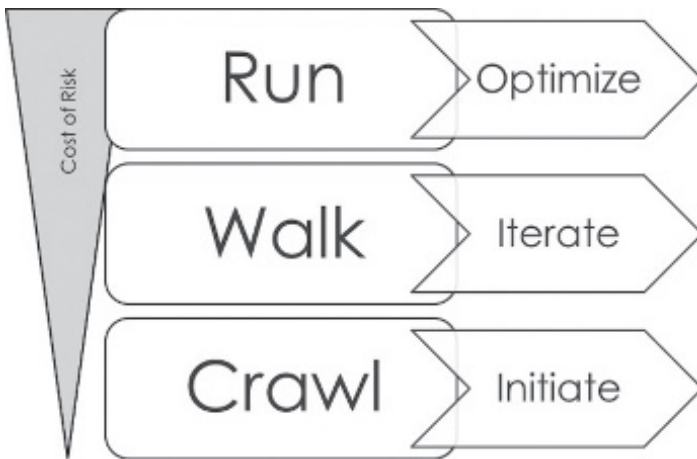 Cost of Risk
Run
Optimize
Walk
Iterate
Crawl
Initiate